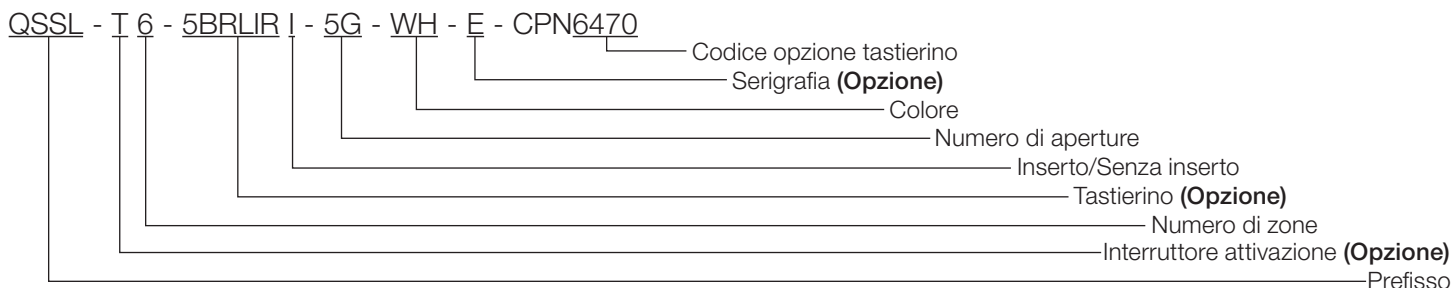 QSSL - T 6 - 5BRLIR I - 5G - WH - E - CPN6470
Codice opzione tastierino
Serigrafia (Opzione)
Colore
Numero di aperture
Inserto/Senza inserto
Tastierino (Opzione)
Numero di zone
Interruttore attivazione (Opzione)
Prefisso